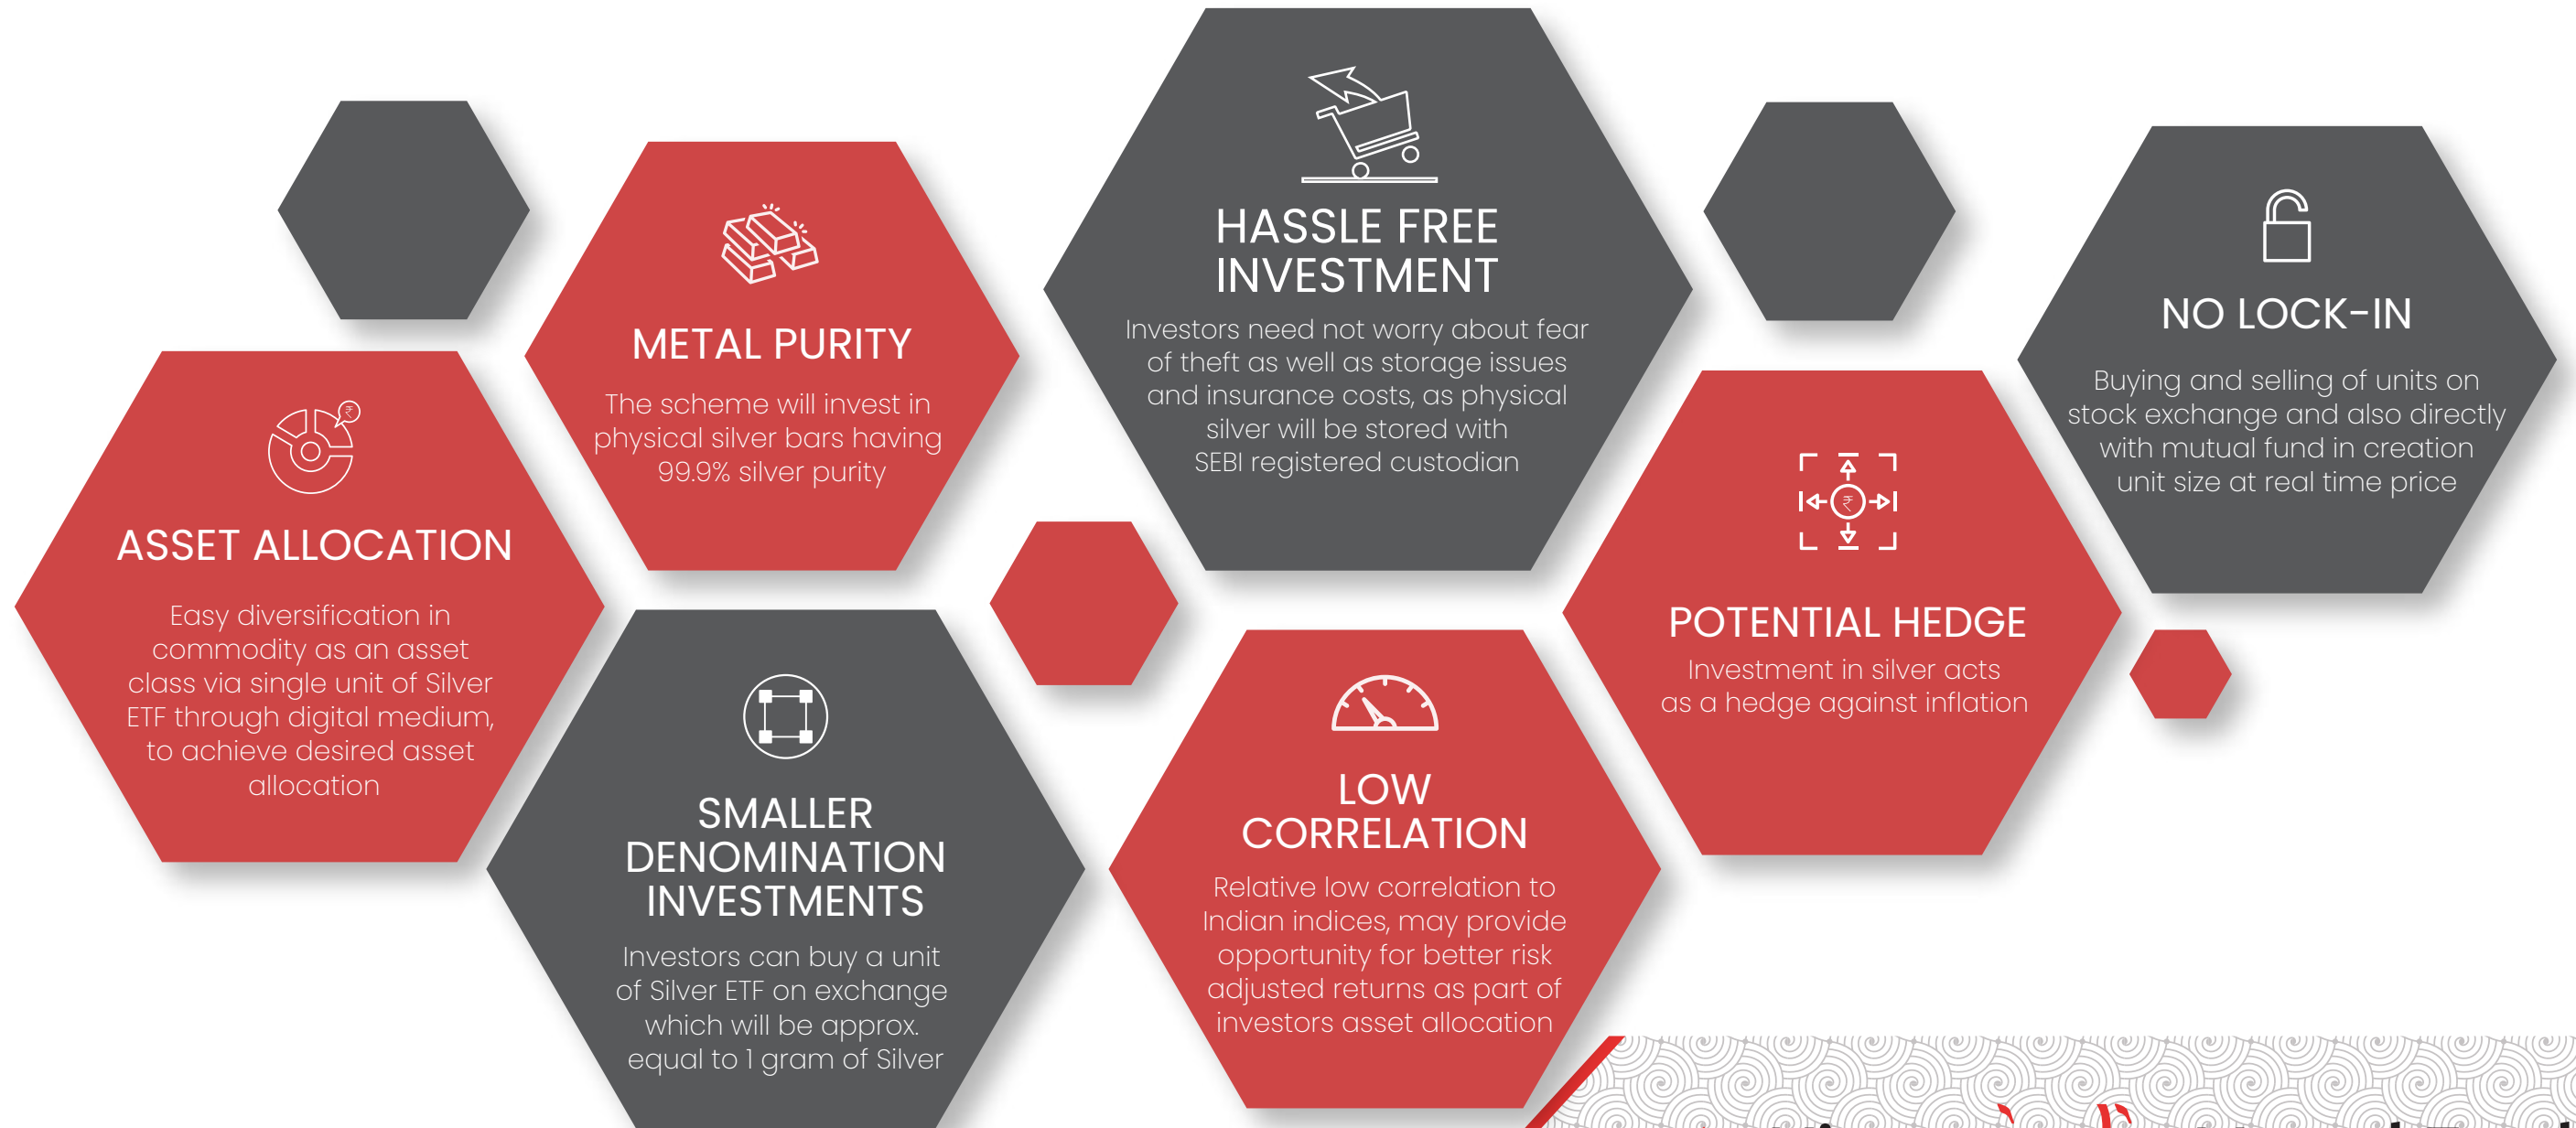 ASSET ALLOCATION
Easy diversification in
commodity as an asset
class via single unit of Silver
ETF through digital medium,
to achieve desired asset
allocation
METAL PURITY
The scheme will invest in
physical silver bars having
99.9% silver purity
SMALLER
DENOMINATION
INVESTMENTS
Investors can buy a unit
of Silver ETF on exchange
which will be approx.
equal to 1 gram of Silver
HASSLE FREE
INVESTMENT
Investors need not worry about fear
of theft as well as storage issues
and insurance costs, as physical
silver will be stored with
SEBI registered custodian
LOW
CORRELATION
Relative low correlation to
Indian indices, may provide
opportunity for better risk
adjusted returns as part of
investors asset allocation
POTENTIAL HEDGE
Investment in silver acts
as a hedge against inflation
NO LOCK-IN
Buying and selling of units on
stock exchange and also directly
with mutual fund in creation
unit size at real time price